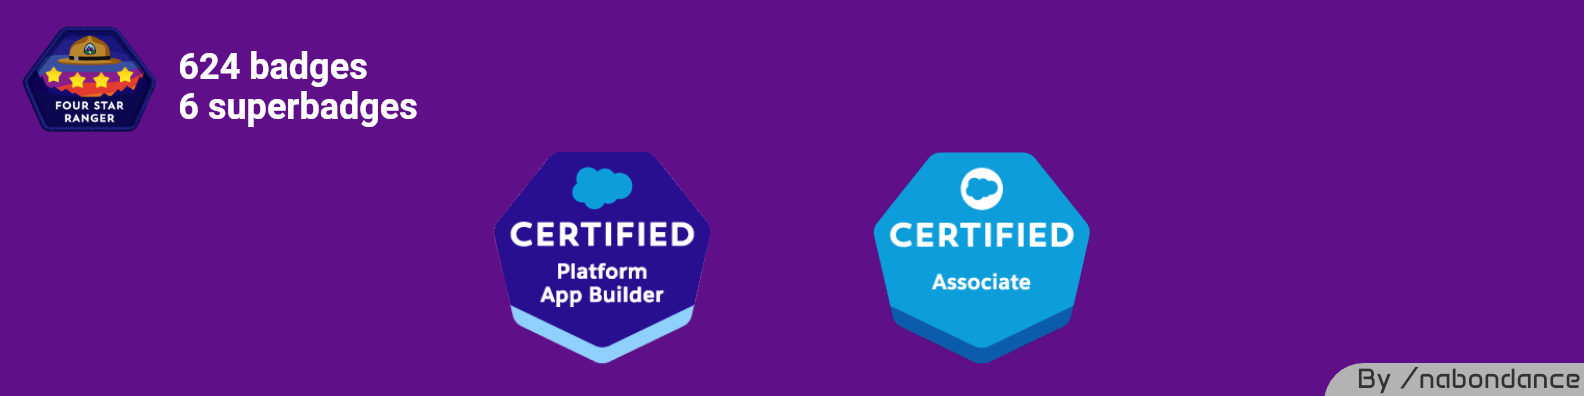 FOUR STAR
RANGER
624 badges
6 superbadges
CERTIFIED
Platform
App Builder
CERTIFIED
Associate
By /nabondance